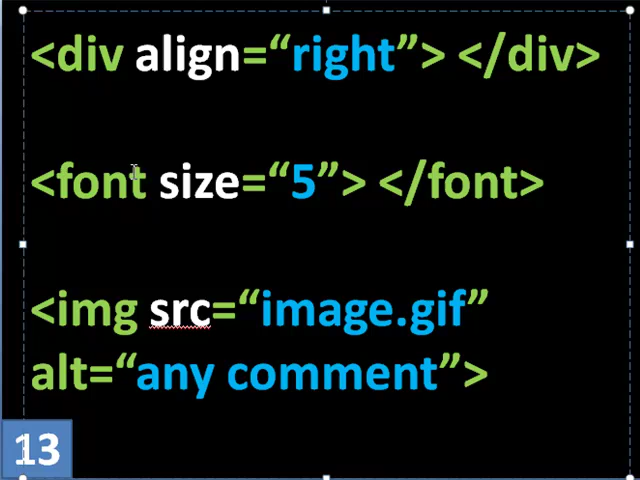 <div align=“right”> </div>
<font size=“5”> </font>
<img src=“image.gif”
alt=“any comment”>
13